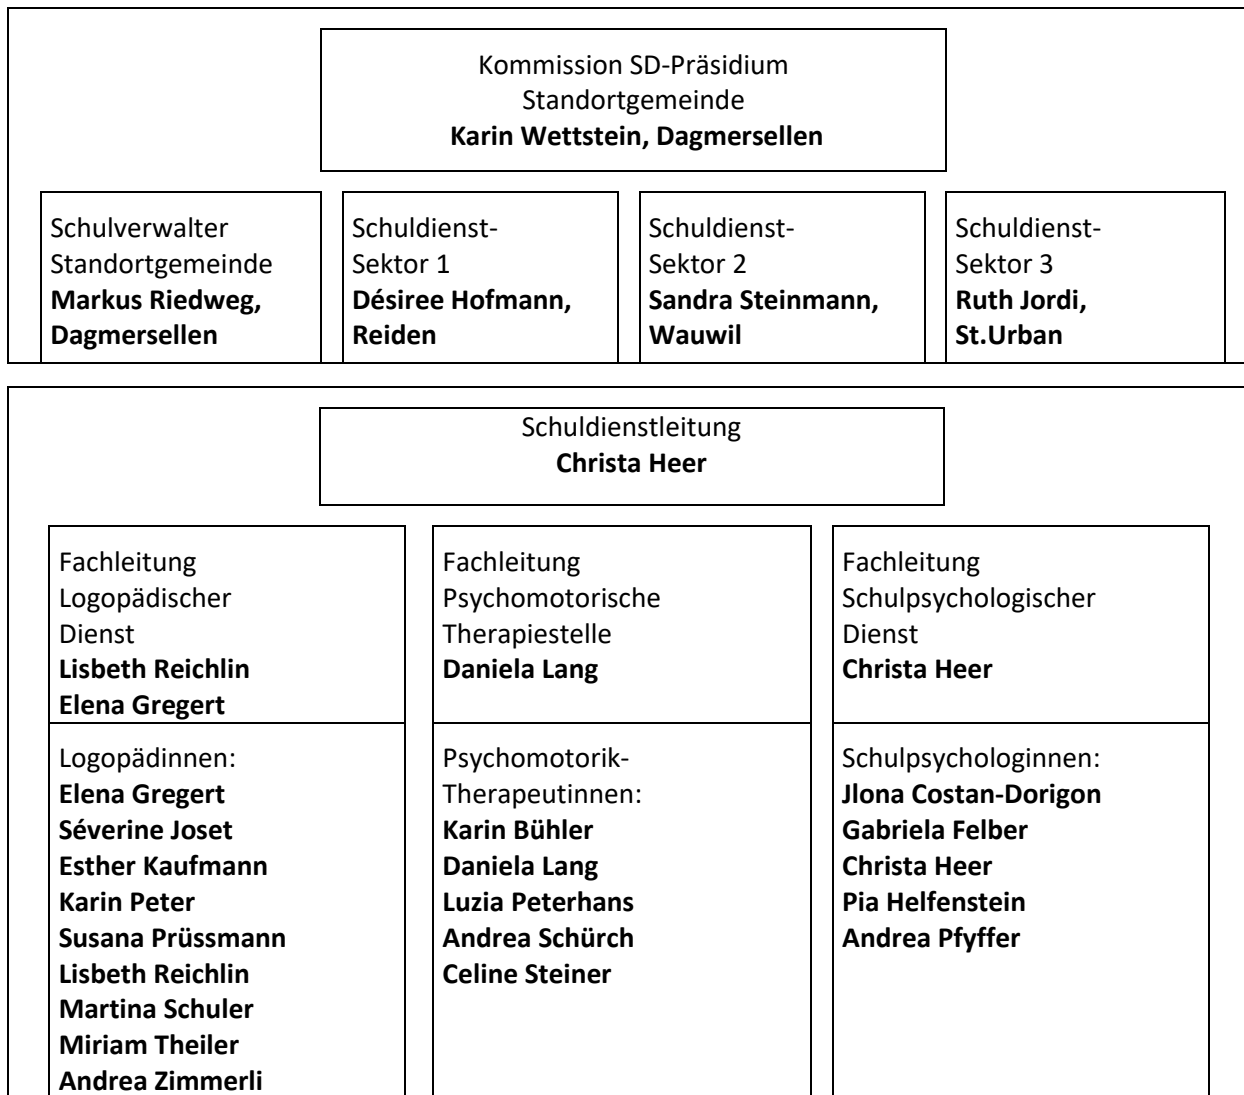 Kommission SD-Präsidium
Standortgemeinde
Karin Wettstein, Dagmersellen
Schulverwalter
Standortgemeinde
Markus Riedweg,
Dagmersellen
Schuldienst-
Sektor 1
Désiree Hofmann,
Reiden
Schuldienst-
Sektor 2
Sandra Steinmann,
Wauwil
Schuldienst-
Sektor 3
Ruth Jordi,
St.Urban
Schuldienstleitung
Christa Heer
Fachleitung
Logopädischer
Dienst
Lisbeth Reichlin
Elena Gregert
Fachleitung
Psychomotorische
Therapiestelle
Daniela Lang
Fachleitung
Schulpsychologischer
Dienst
Christa Heer
Logopädinnen:
Elena Gregert
Séverine Joset
Esther Kaufmann
Karin Peter
Susana Prüssmann
Lisbeth Reichlin
Martina Schuler
Miriam Theiler
Andrea Zimmerli
Psychomotorik-
Therapeutinnen:
Karin Bühler
Daniela Lang
Luzia Peterhans
Andrea Schürch
Celine Steiner
Schulpsychologinnen:
Jlona Costan-Dorigon
Gabriela Felber
Christa Heer
Pia Helfenstein
Andrea Pfyffer